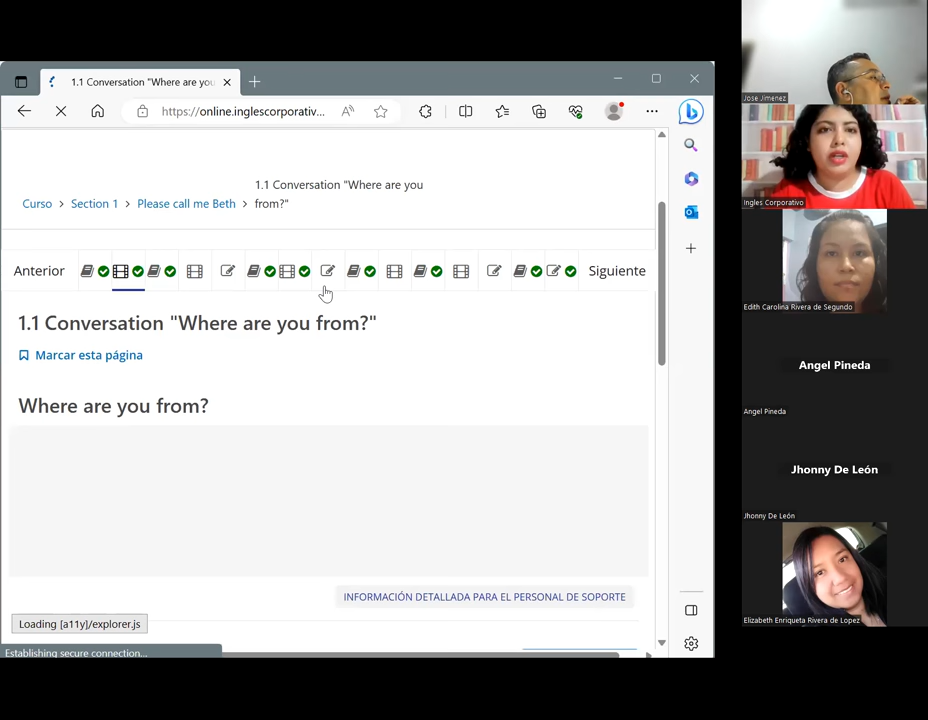 1.1 Conversation "Where are you
https://online.inglescorporativ...
1.1 Conversation "Where are you
Curso > Section 1 > Please call me Beth > from?"
Anterior
Siguiente
1.1 Conversation "Where are you from?"
Marcar esta página
Where are you from?
INFORMACIÓN DETALLADA PARA EL PERSONAL DE SOPORTE
Loading [a11y]/explorer.js
Establishing secure connection...
Jose Jimenez
Ingles Corporativo
Edith Carolina Rivera de Segundo
Angel Pineda
Angel Pineda
Jhonny De León
Jhonny De León
Elizabeth Enriqueta Rivera de Lopez